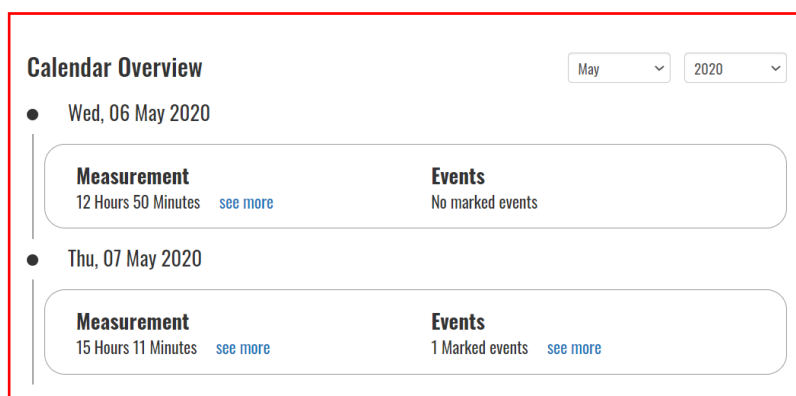 Calendar Overview
May
2020
Wed, 06 May 2020
Measurement
12 Hours 50 Minutes see more
Events
No marked events
Thu, 07 May 2020
Measurement
15 Hours 11 Minutes see more
Events
1 Marked events see more